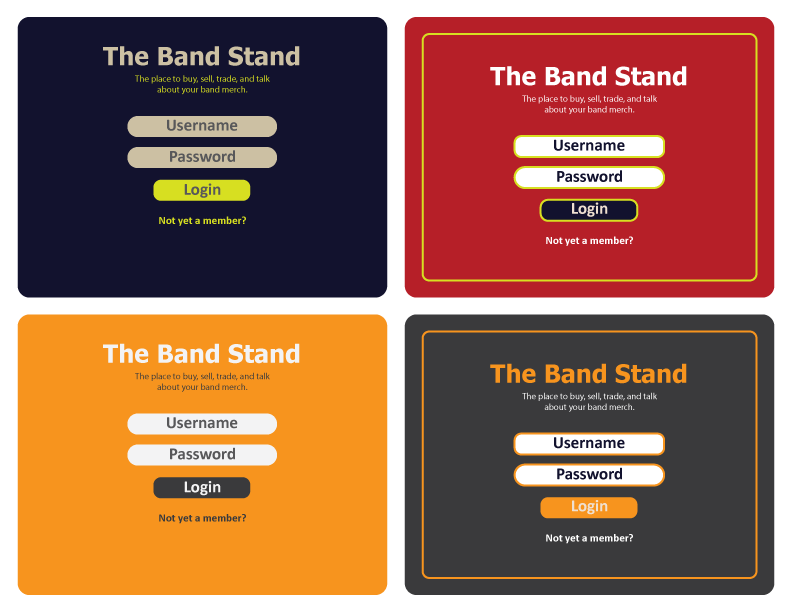 The Band Stand
The place to buy, sell, trade, and talk
about your band merch.
Username
Password
Login
Not yet a member?
The Band Stand
The place to buy, sell, trade, and talk
about your band merch.
Username
Password
Login
Not yet a member?
The Band Stand
The place to buy, sell, trade, and talk
about your band merch.
Username
Password
Login
Not yet a member?
The Band Stand
The place to buy, sell, trade, and talk
about your band merch.
Username
Password
Login
Not yet a member?